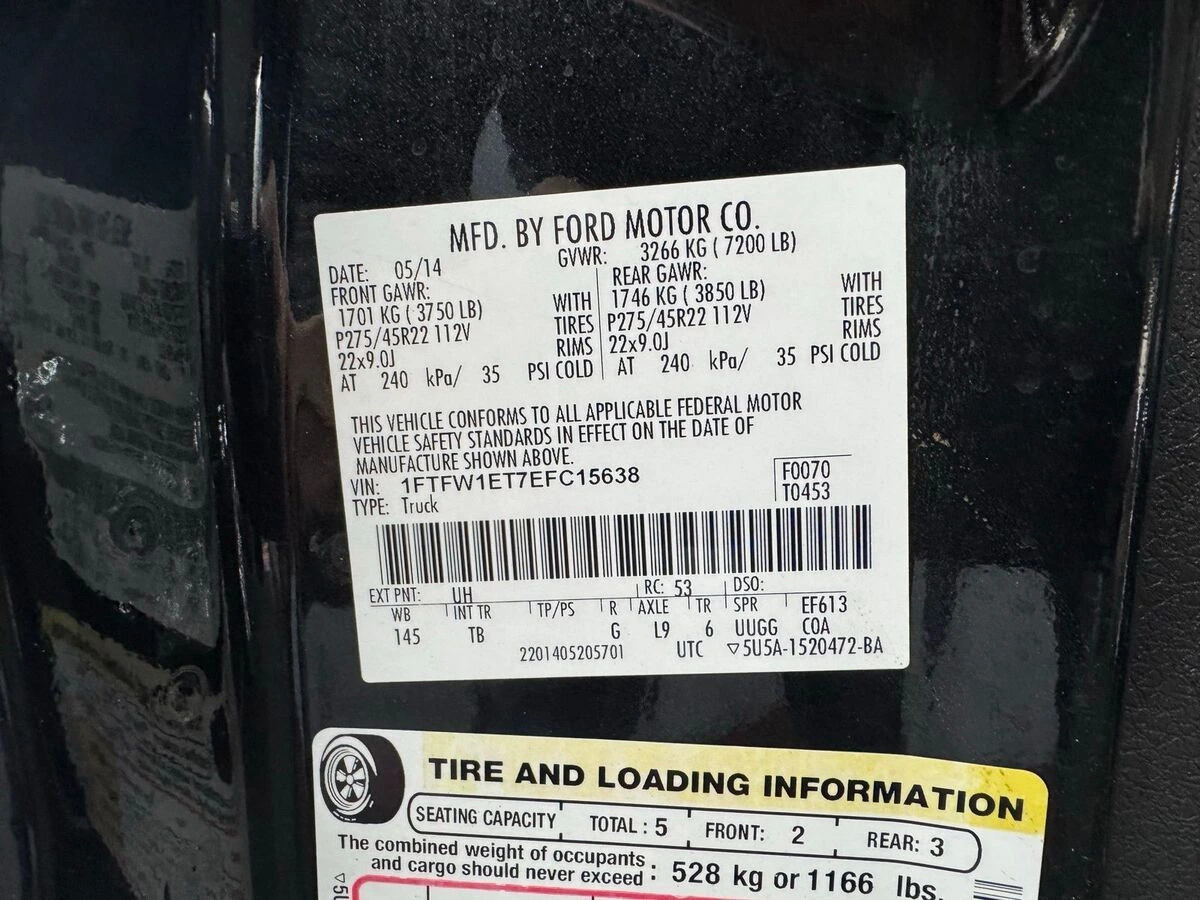 MFD. BY FORD MOTOR CO.
DATE: 05/14 GVWR: 3266 KG ( 7200 LB)
FRONT GAWR: REAR GAWR:
1701 KG ( 3750 LB) WITH 1746 KG ( 3850 LB) WITH
P275/45R22 112V TIRES P275/45R22 112V TIRES
22x9.0J RIMS 22x9.0J RIMS
AT 240 kPa/ 35 PSI COLD AT 240 kPa/ 35 PSI COLD
THIS VEHICLE CONFORMS TO ALL APPLICABLE FEDERAL MOTOR
VEHICLE SAFETY STANDARDS IN EFFECT ON THE DATE OF
MANUFACTURE SHOWN ABOVE.
VIN: 1FTFW1ET7EFC15638 F0070
TYPE: Truck T0453
EXT PNT: UH RC: 53 DSO:
WB INT TR TP/PS R AXLE TR SPR EF613
145 TB G L9 6 UUGG COA
2201405205701 UTC ▽5U5A-1520472-BA
TIRE AND LOADING INFORMATION
SEATING CAPACITY TOTAL : 5 FRONT: 2 REAR: 3
The combined weight of occupants
and cargo should never exceed : 528 kg or 1166 lbs.
▽5U